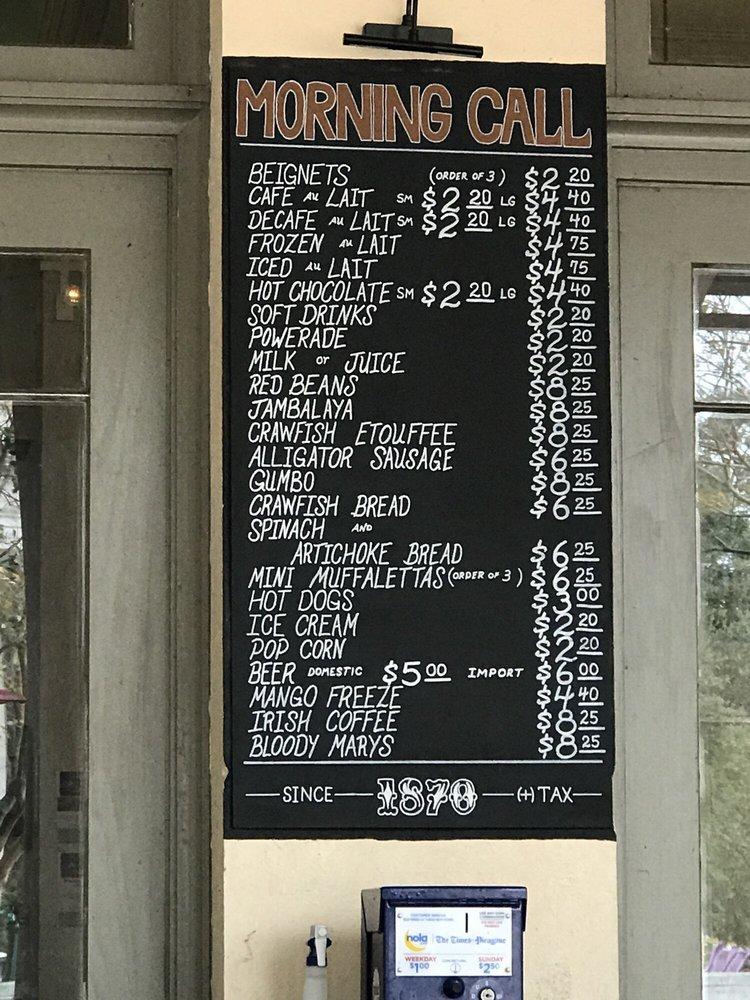 MORNING CALL
BEIGNETS (ORDER OF 3) $2 20
CAFE AU LAIT SM $2 20 LG $4 40
DECAFE AU LAIT SM $2 20 LG $4 40
FROZEN AU LAIT $4 75
ICED AU LAIT $4 75
HOT CHOCOLATE SM $2 20 LG $4 40
SOFT DRINKS $2 20
POWERADE $2 20
MILK or JUICE $2 20
RED BEANS $8 25
JAMBALAYA $8 25
CRAWFISH ETOUFFEE $8 25
ALLIGATOR SAUSAGE $6 25
GUMBO $8 25
CRAWFISH BREAD $6 25
SPINACH AND
ARTICHOKE BREAD $6 25
MINI MUFFALETTAS (ORDER OF 3) $6 25
HOT DOGS $3 00
ICE CREAM $2 20
POP CORN $2 20
BEER DOMESTIC $5 00 IMPORT $6 00
MANGO FREEZE $4 40
IRISH COFFEE $8 25
BLOODY MARYS $8 25
SINCE 1870 (+) TAX
nola The Times-Picayune
WEEKDAY SUNDAY
$1.00 $2.50